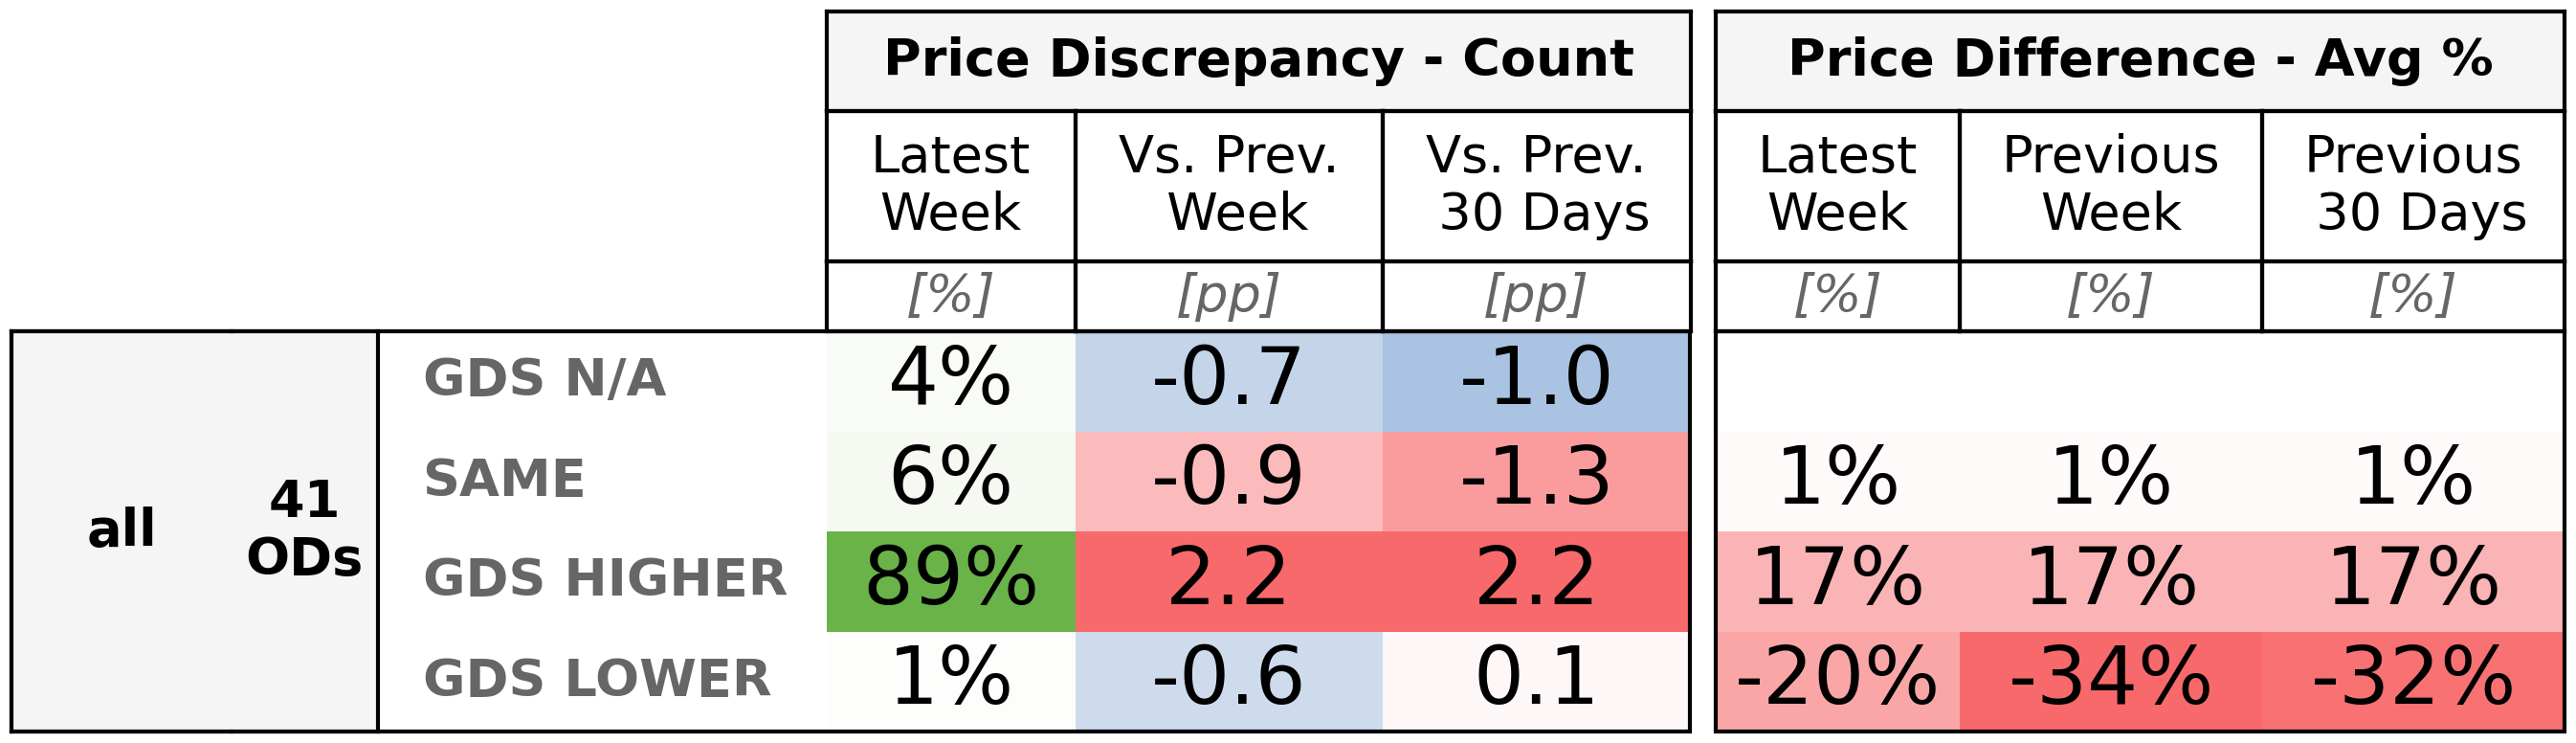 Price Discrepancy - Count Price Difference - Avg %
Latest Vs. Prev. Vs. Prev. Latest Previous Previous
Week Week 30 Days Week Week 30 Days
[%] [pp] [pp] [%] [%] [%]
GDS N/A 4% -0.7 -1.0
SAME 6% -0.9 -1.3 1% 1% 1%
all 41
ODs
GDS HIGHER 89% 2.2 2.2 17% 17% 17%
GDS LOWER 1% -0.6 0.1 -20% -34% -32%